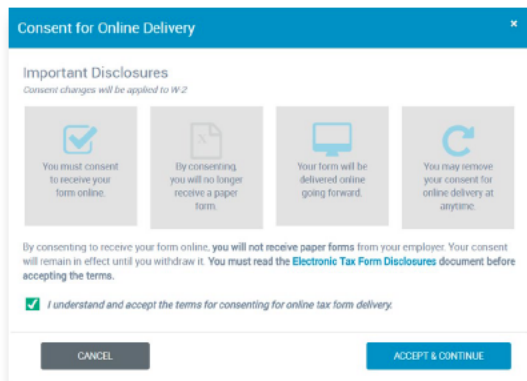 Consent for Online Delivery
×
Important Disclosures
Consent changes will be applied to W-2
You must consent
to receive your
form online.
By consenting,
you will no longer
receive a paper
form.
Your form will be
delivered online
going forward.
You may remove
your consent for
online delivery at
anytime.
By consenting to receive your form online, you will not receive paper forms from your employer. Your consent
will remain in effect until you withdraw it. You must read the Electronic Tax Form Disclosures document before
accepting the terms.
I understand and accept the terms for consenting for online tax form delivery.
CANCEL
ACCEPT & CONTINUE